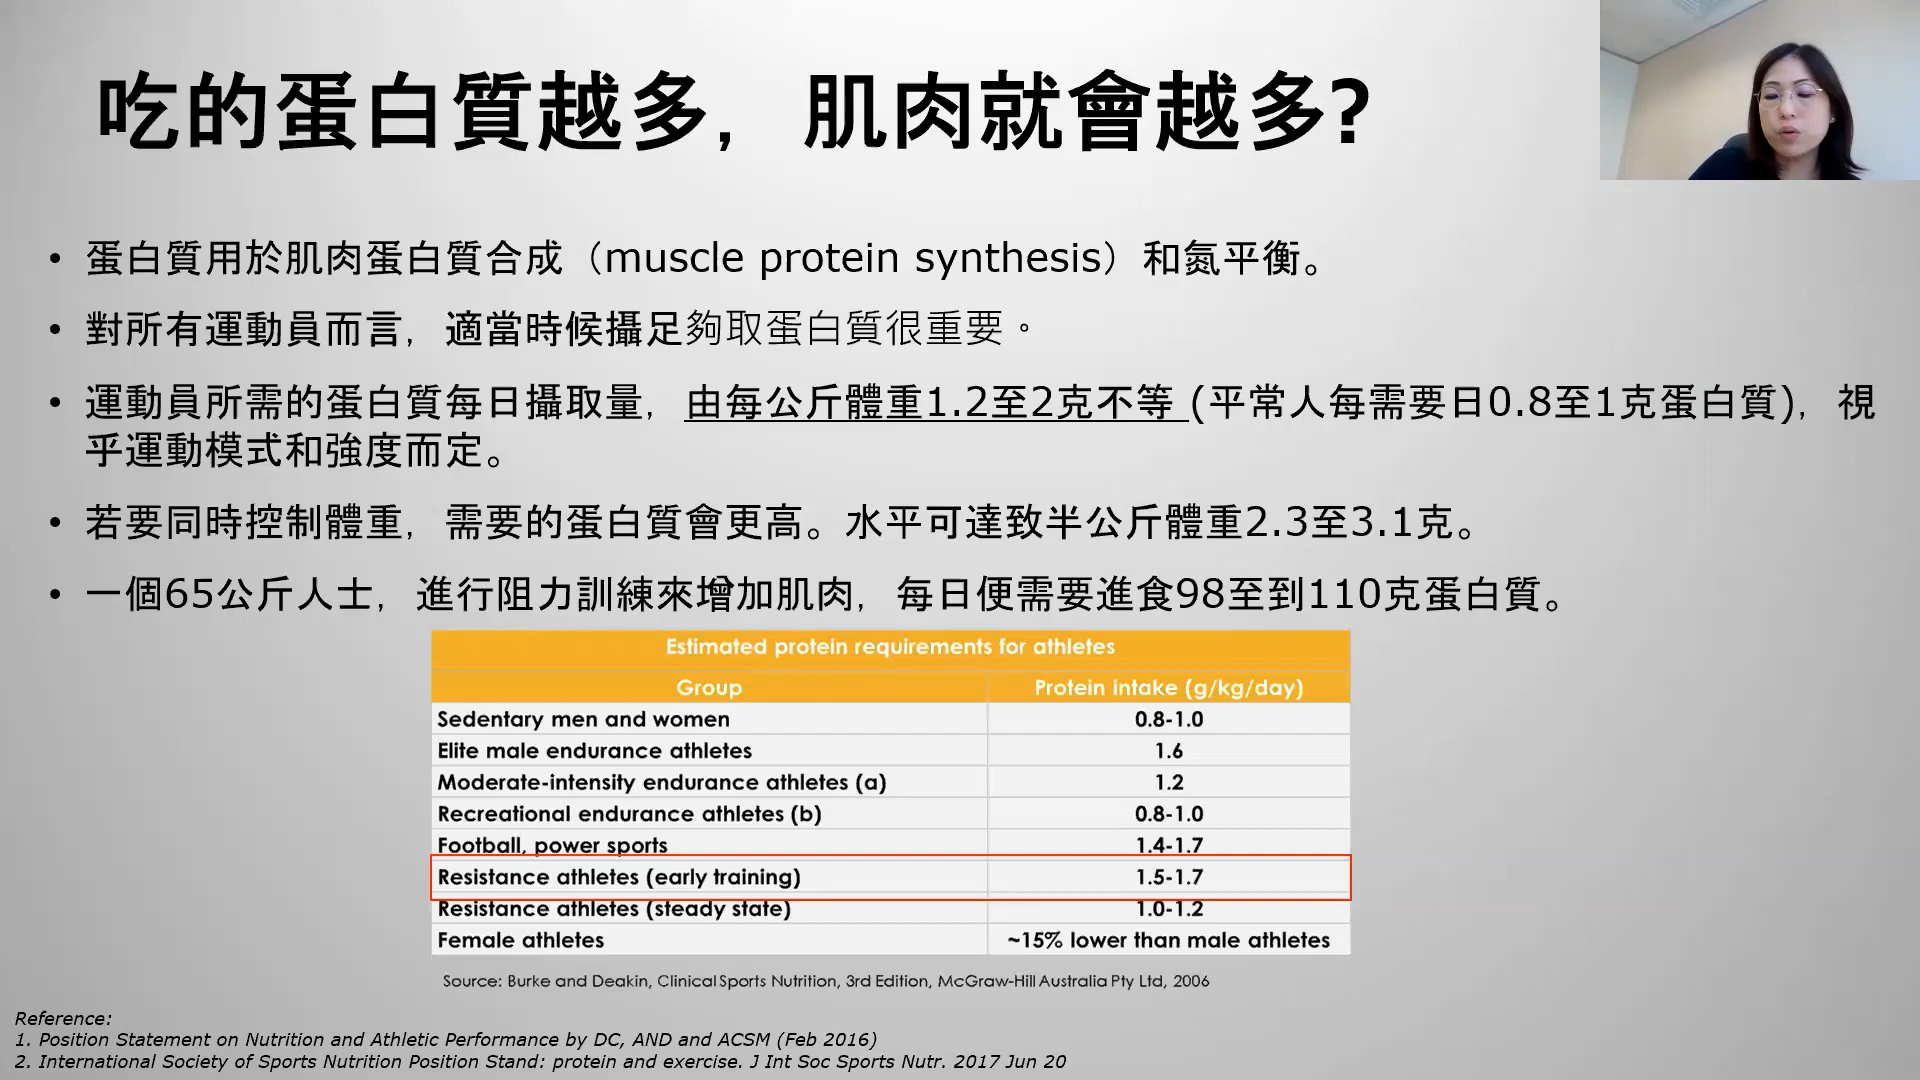 吃的蛋白質越多，肌肉就會越多?
• 蛋白質用於肌肉蛋白質合成（muscle protein synthesis）和氮平衡。
• 對所有運動員而言，適當時候攝足夠取蛋白質很重要。
• 運動員所需的蛋白質每日攝取量，由每公斤體重1.2至2克不等 (平常人每需要日0.8至1克蛋白質)，視
乎運動模式和強度而定。
• 若要同時控制體重，需要的蛋白質會更高。水平可達致半公斤體重2.3至3.1克。
• 一個65公斤人士，進行阻力訓練來增加肌肉，每日便需要進食98至到110克蛋白質。
Estimated protein requirements for athletes
Group Protein intake (g/kg/day)
Sedentary men and women 0.8-1.0
Elite male endurance athletes 1.6
Moderate-intensity endurance athletes (a) 1.2
Recreational endurance athletes (b) 0.8-1.0
Football, power sports 1.4-1.7
Resistance athletes (early training) 1.5-1.7
Resistance athletes (steady state) 1.0-1.2
Female athletes ~15% lower than male athletes
Source: Burke and Deakin, Clinical Sports Nutrition, 3rd Edition, McGraw-Hill Australia Pty Ltd, 2006
Reference:
1. Position Statement on Nutrition and Athletic Performance by DC, AND and ACSM (Feb 2016)
2. International Society of Sports Nutrition Position Stand: protein and exercise. J Int Soc Sports Nutr. 2017 Jun 20